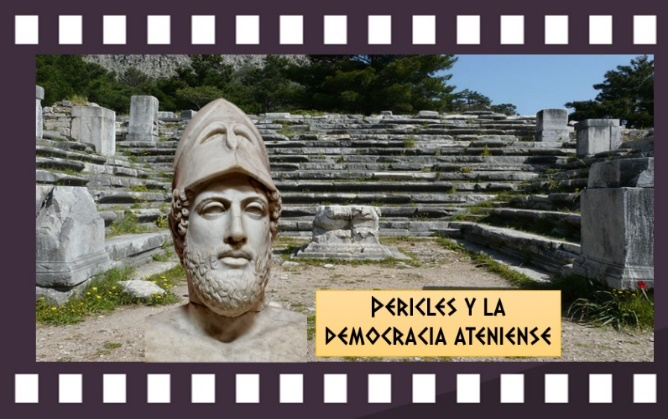 PERICLES Y LA
DEMOCRACIA ATENIENSE